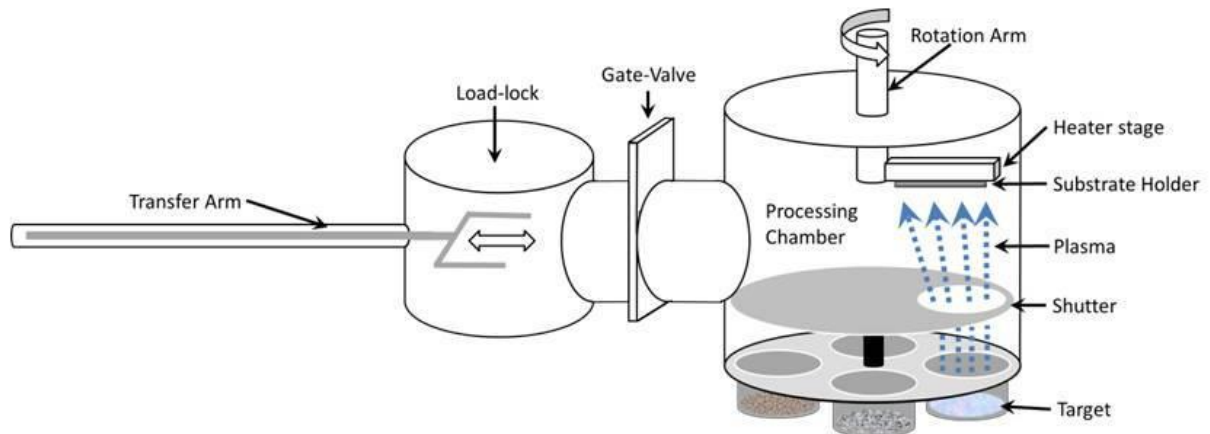 Rotation Arm
Gate-Valve
Load-lock
Heater stage
Substrate Holder
Transfer Arm
Processing
Chamber
Plasma
Shutter
Target